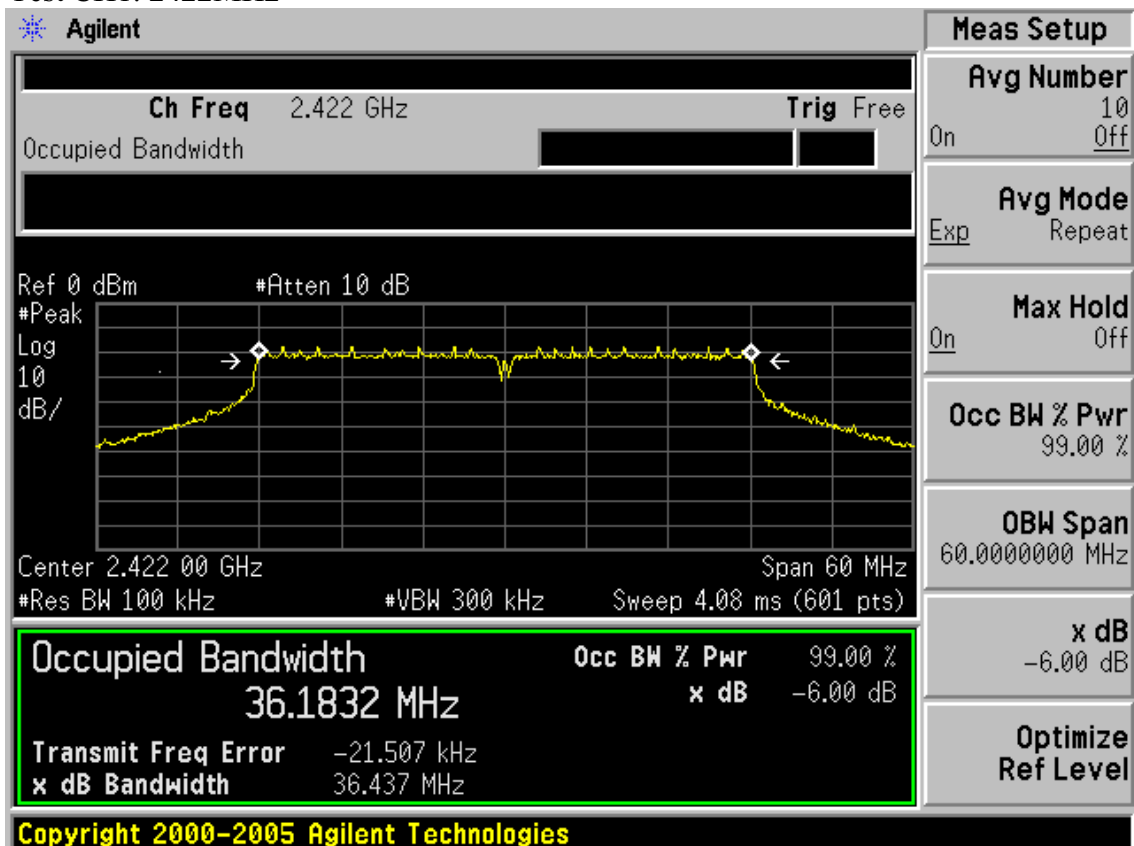 Agilent
Meas Setup
Ch Freq 2.422 GHz Trig Free
Occupied Bandwidth
Avg Number
10
On Off
Avg Mode
Exp Repeat
Max Hold
On Off
Occ BW % Pwr
99.00 %
OBW Span
60.0000000 MHz
x dB
-6.00 dB
Optimize
Ref Level
Ref 0 dBm #Atten 10 dB
#Peak
Log
10
dB/
Center 2.422 00 GHz Span 60 MHz
#Res BW 100 kHz #VBW 300 kHz Sweep 4.08 ms (601 pts)
Occupied Bandwidth Occ BW % Pwr 99.00 %
36.1832 MHz x dB -6.00 dB
Transmit Freq Error -21.507 kHz
x dB Bandwidth 36.437 MHz
Copyright 2000-2005 Agilent Technologies